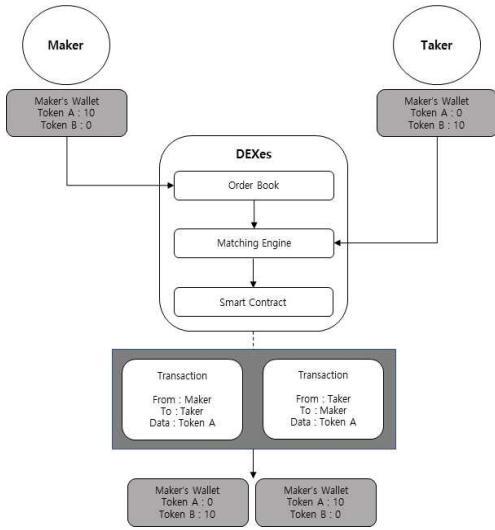 Maker
Taker
Maker's Wallet
Token A : 10
Token B : 0
Maker's Wallet
Token A : 0
Token B : 10
DEXes
Order Book
Matching Engine
Smart Contract
Transaction
From : Maker
To : Taker
Data : Token A
Transaction
From : Taker
To : Maker
Data : Token A
Maker's Wallet
Token A : 0
Token B : 10
Maker's Wallet
Token A : 10
Token B : 0